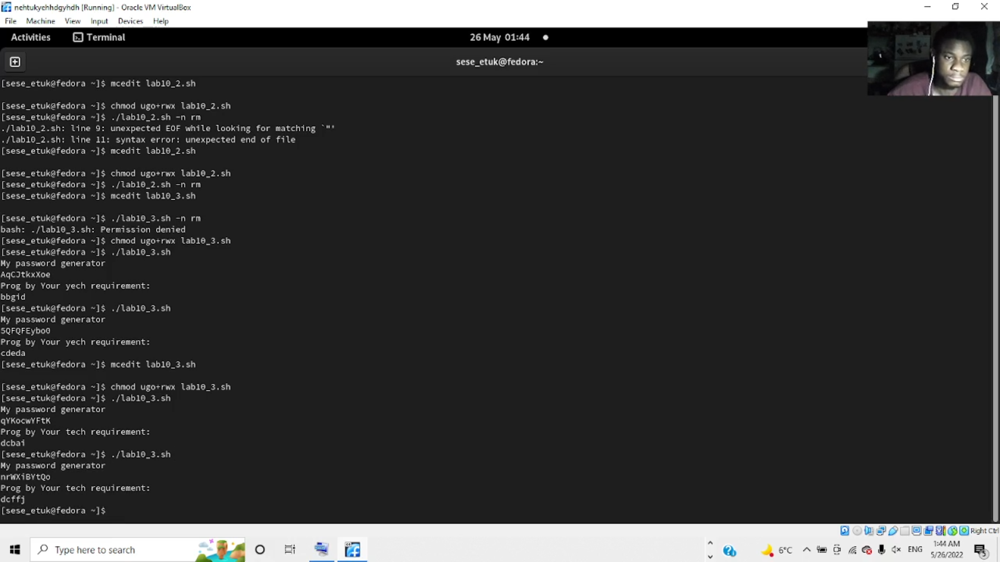 nehtukyehhdgyhdh [Running] - Oracle VM VirtualBox
File Machine View Input Devices Help
Activities Terminal 26 May 01:44
sese_etuk@fedora:~
[sese_etuk@fedora ~]$ mcedit lab10_2.sh
[sese_etuk@fedora ~]$ chmod ugo+rwx lab10_2.sh
[sese_etuk@fedora ~]$ ./lab10_2.sh -n rm
./lab10_2.sh: line 9: unexpected EOF while looking for matching `"'
./lab10_2.sh: line 11: syntax error: unexpected end of file
[sese_etuk@fedora ~]$ mcedit lab10_2.sh
[sese_etuk@fedora ~]$ chmod ugo+rwx lab10_2.sh
[sese_etuk@fedora ~]$ ./lab10_2.sh -n rm
[sese_etuk@fedora ~]$ mcedit lab10_3.sh
[sese_etuk@fedora ~]$ ./lab10_3.sh -n rm
bash: ./lab10_3.sh: Permission denied
[sese_etuk@fedora ~]$ chmod ugo+rwx lab10_3.sh
[sese_etuk@fedora ~]$ ./lab10_3.sh
My password generator
AqCJtkxXoe
Prog by Your yech requirement:
bbgid
[sese_etuk@fedora ~]$ ./lab10_3.sh
My password generator
5QFQFEybo0
Prog by Your yech requirement:
cdeda
[sese_etuk@fedora ~]$ mcedit lab10_3.sh
[sese_etuk@fedora ~]$ chmod ugo+rwx lab10_3.sh
[sese_etuk@fedora ~]$ ./lab10_3.sh
My password generator
qYKocwYFtK
Prog by Your tech requirement:
dcbai
[sese_etuk@fedora ~]$ ./lab10_3.sh
My password generator
nrWXiBYtQo
Prog by Your tech requirement:
dcffj
[sese_etuk@fedora ~]$
Right Ctrl
Type here to search
6°C ENG 1:44 AM
5/26/2022
5